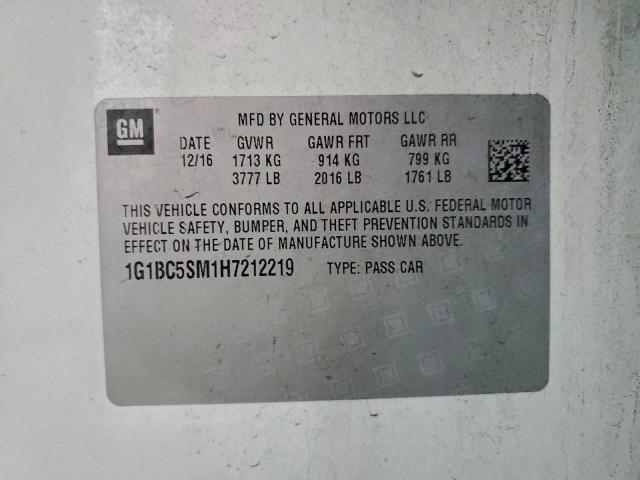 GM
MFD BY GENERAL MOTORS LLC
DATE GVWR GAWR FRT GAWR RR
12/16 1713 KG 914 KG 799 KG
3777 LB 2016 LB 1761 LB
THIS VEHICLE CONFORMS TO ALL APPLICABLE U.S. FEDERAL MOTOR
VEHICLE SAFETY, BUMPER, AND THEFT PREVENTION STANDARDS IN
EFFECT ON THE DATE OF MANUFACTURE SHOWN ABOVE.
1G1BC5SM1H7212219 TYPE: PASS CAR